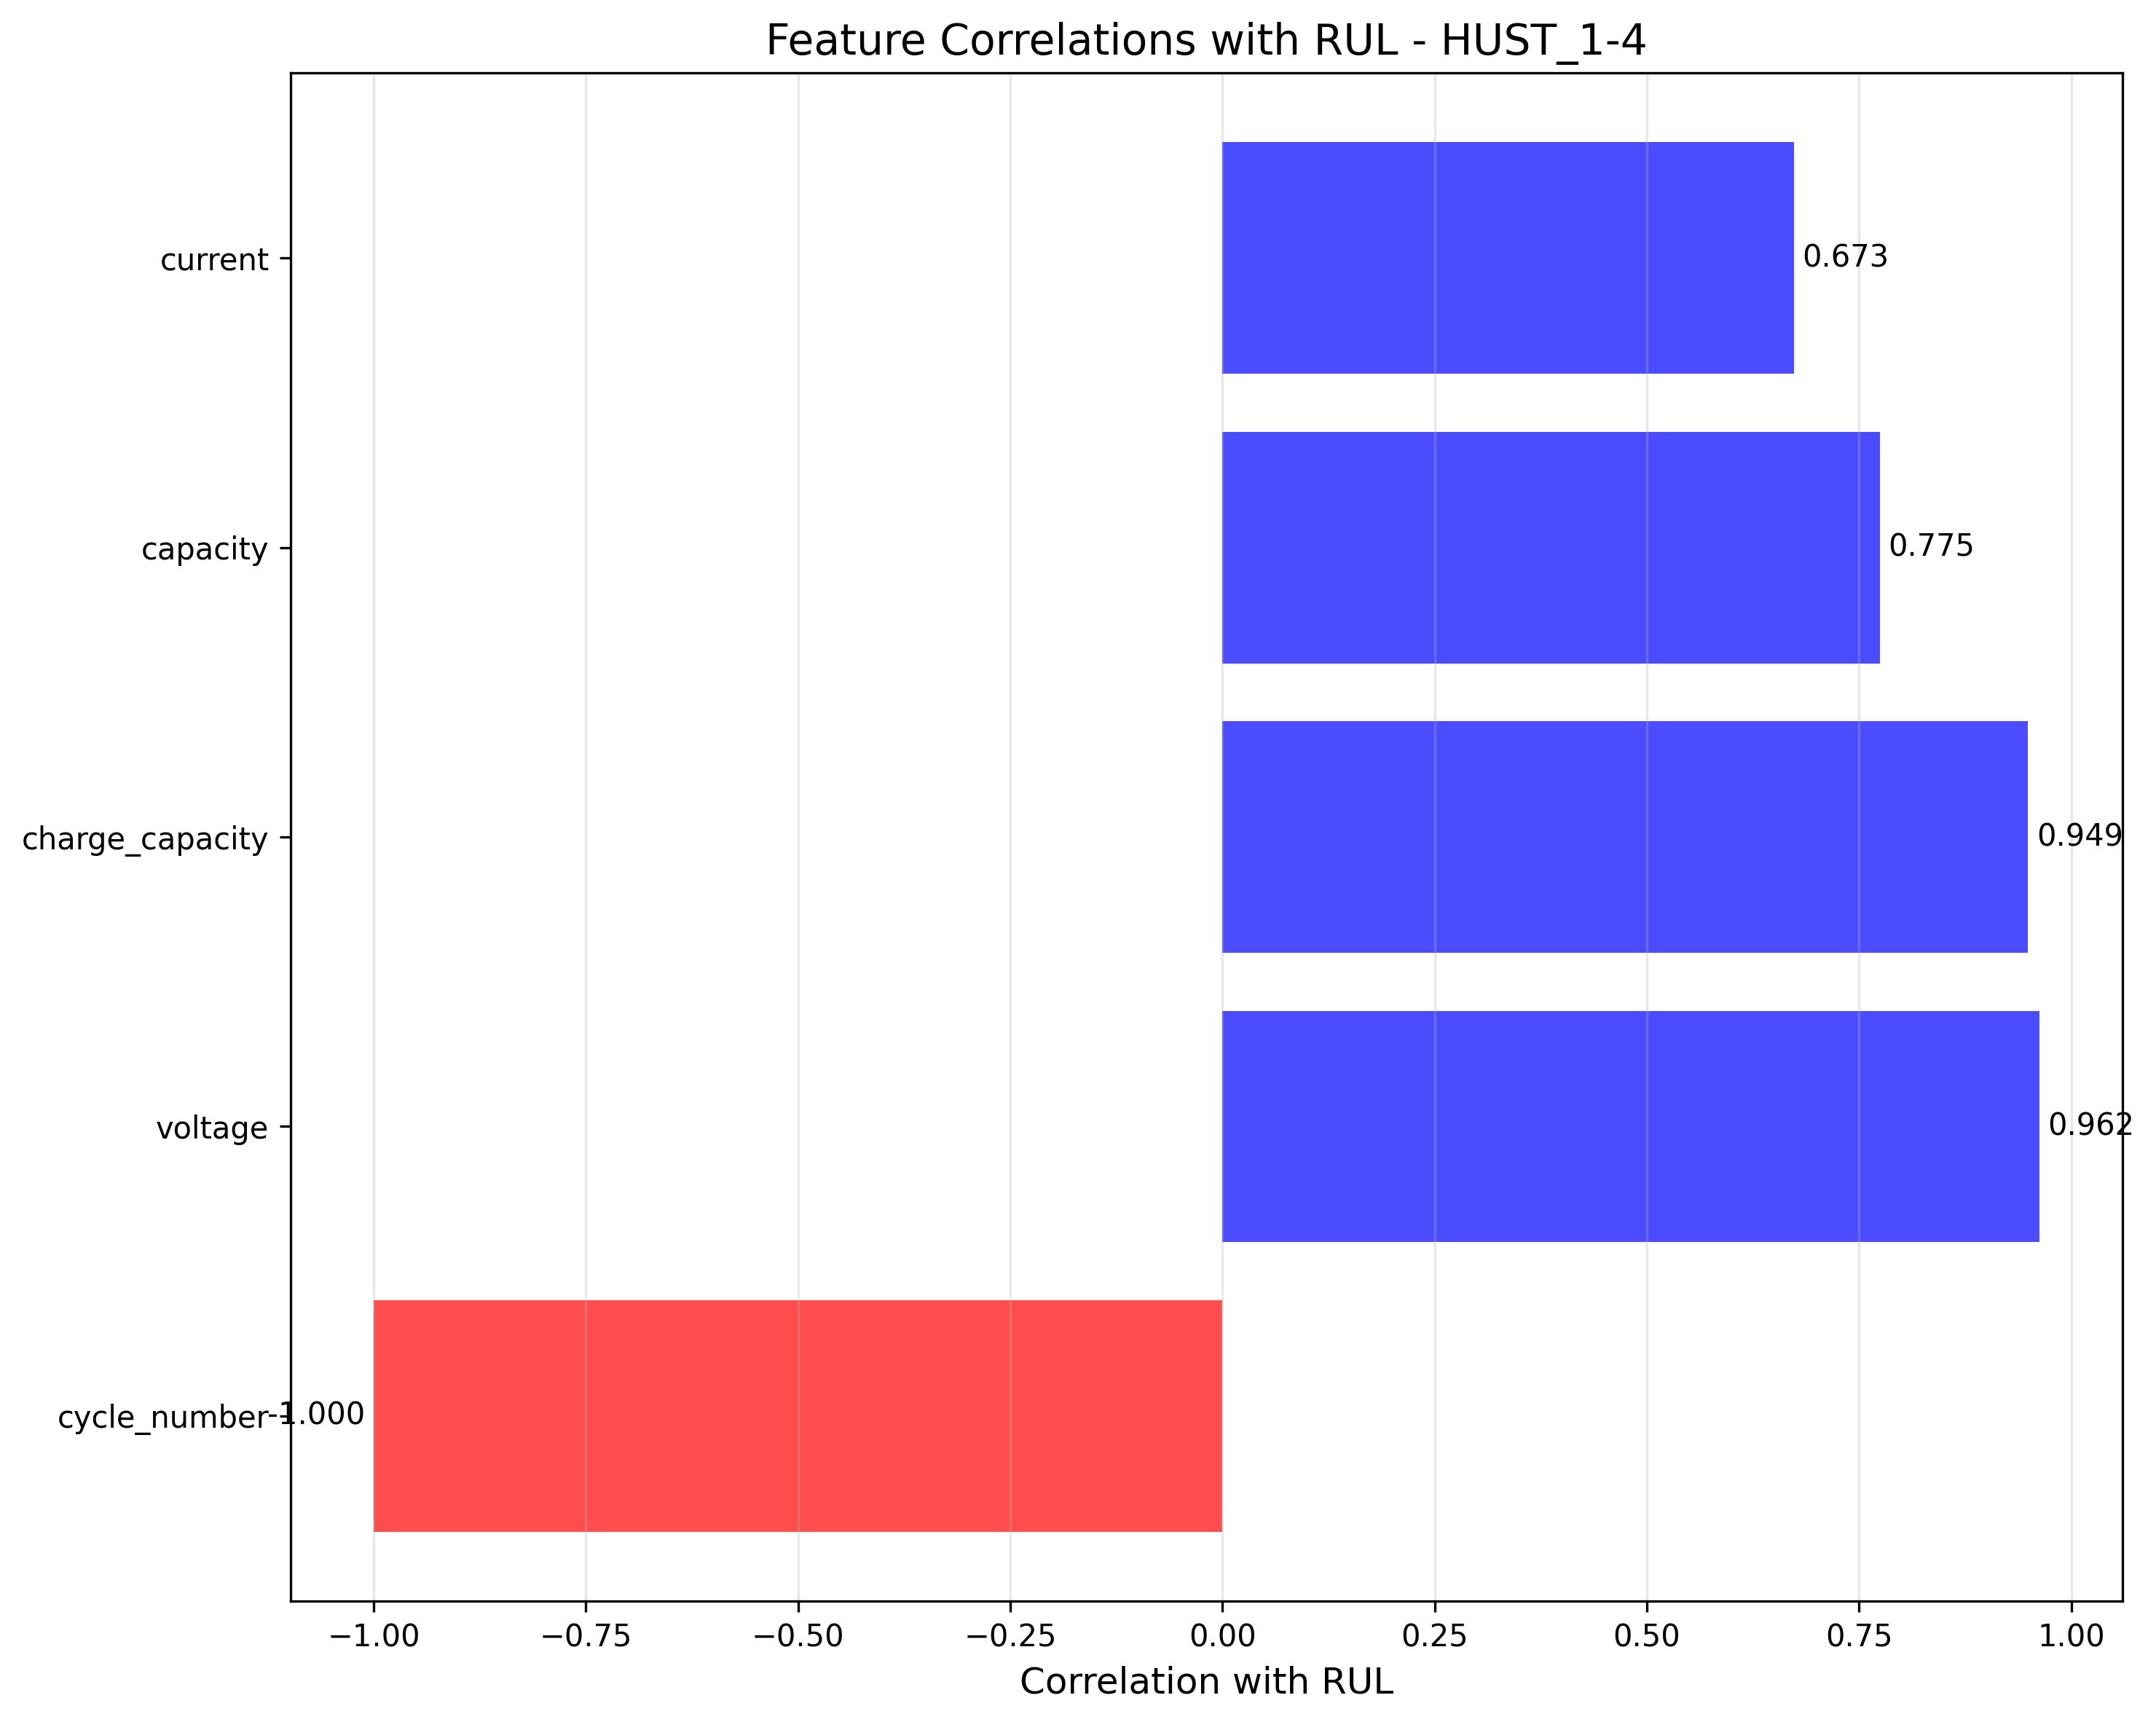 Feature Correlations with RUL - HUST_1-4
current
0.673
capacity
0.775
charge_capacity
0.949
voltage
0.962
cycle_number
-1.000
−1.00
−0.75
−0.50
−0.25
0.00
0.25
0.50
0.75
1.00
Correlation with RUL